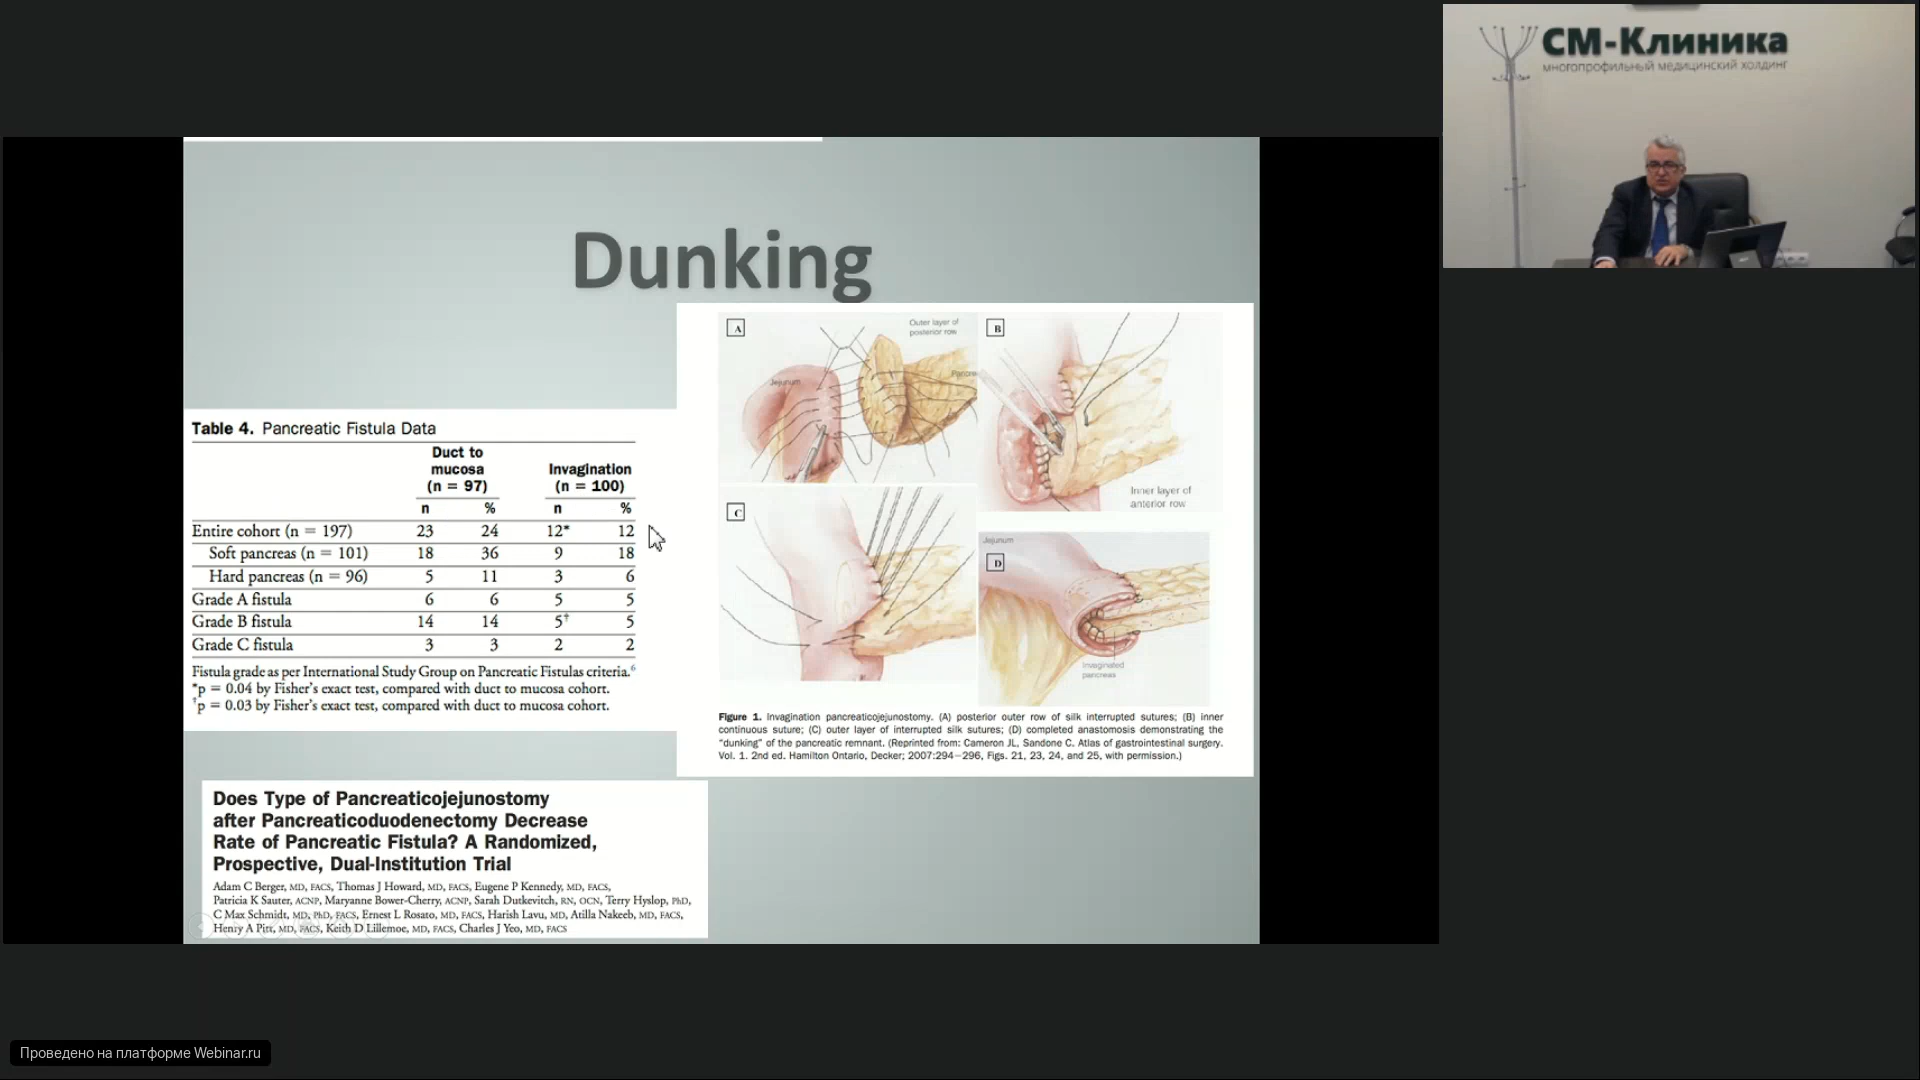 СМ-Клиника
многопрофильный медицинский холдинг
Dunking
Table 4. Pancreatic Fistula Data
Duct to
mucosa
(n = 97)
Invagination
(n = 100)
n % n %
Entire cohort (n = 197) 23 24 12* 12
Soft pancreas (n = 101) 18 36 9 18
Hard pancreas (n = 96) 5 11 3 6
Grade A fistula 6 6 5 5
Grade B fistula 14 14 5† 5
Grade C fistula 3 3 2 2
Fistula grade as per International Study Group on Pancreatic Fistulas criteria.6
*p = 0.04 by Fisher's exact test, compared with duct to mucosa cohort.
†p = 0.03 by Fisher's exact test, compared with duct to mucosa cohort.
A
Outer layer of
posterior row
Jejunum
Pancre
B
Inner layer of
anterior row
C
Jejunum
D
Invaginated
pancreas
Figure 1. Invagination pancreaticojejunostomy. (A) posterior outer row of silk interrupted sutures; (B) inner
continuous suture; (C) outer layer of interrupted silk sutures; (D) completed anastomosis demonstrating the
"dunking" of the pancreatic remnant. (Reprinted from: Cameron JL, Sandone C. Atlas of gastrointestinal surgery.
Vol. 1. 2nd ed. Hamilton Ontario, Decker; 2007:294–296, Figs. 21, 23, 24, and 25, with permission.)
Does Type of Pancreaticojejunostomy
after Pancreaticoduodenectomy Decrease
Rate of Pancreatic Fistula? A Randomized,
Prospective, Dual-Institution Trial
Adam C Berger, MD, FACS, Thomas J Howard, MD, FACS, Eugene P Kennedy, MD, FACS,
Patricia K Sauter, ACNP, Maryanne Bower-Cherry, ACNP, Sarah Dutkevitch, RN, OCN, Terry Hyslop, PhD,
C Max Schmidt, MD, PhD, FACS, Ernest L Rosato, MD, FACS, Harish Lavu, MD, Atilla Nakeeb, MD, FACS,
Henry A Pitt, MD, FACS, Keith D Lillemoe, MD, FACS, Charles J Yeo, MD, FACS
Проведено на платформе Webinar.ru